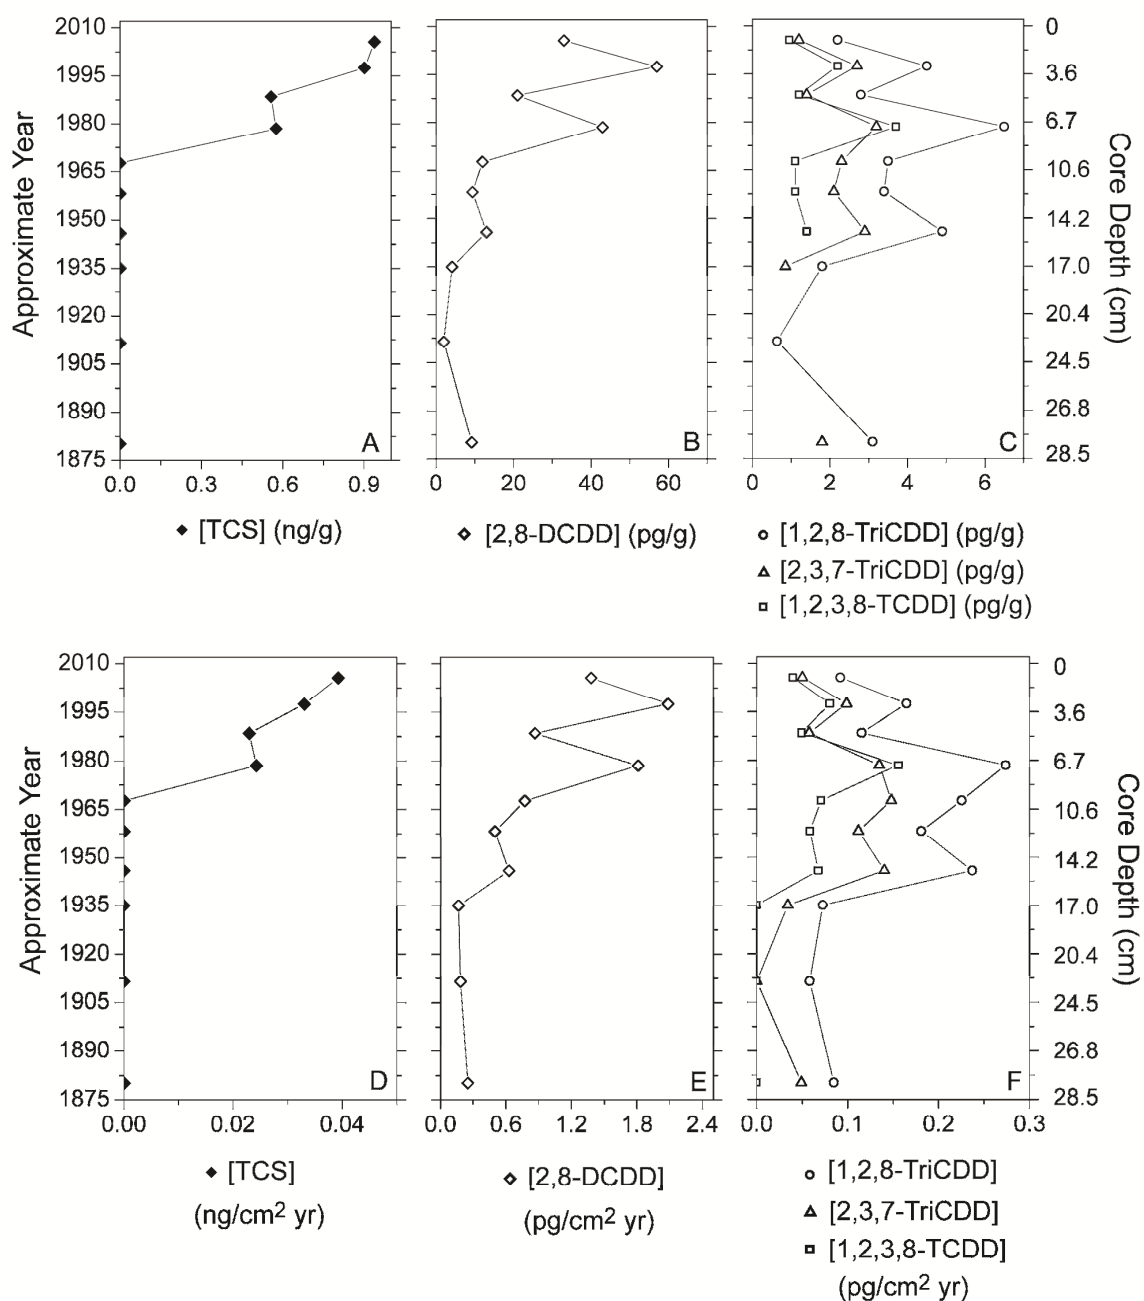 2010
1995
1980
1965
1950
1935
1920
1905
1890
1875
Approximate Year
0.0 0.3 0.6 0.9
A
◆ [TCS] (ng/g)
0 20 40 60
B
[2,8-DCDD] (pg/g)
2 4 6
C
0
3.6
6.7
10.6
14.2
17.0
20.4
24.5
26.8
28.5
Core Depth (cm)
[1,2,8-TriCDD] (pg/g)
[2,3,7-TriCDD] (pg/g)
[1,2,3,8-TCDD] (pg/g)
2010
1995
1980
1965
1950
1935
1920
1905
1890
1875
Approximate Year
0.00 0.02 0.04
D
[TCS]
(ng/cm² yr)
0.0 0.6 1.2 1.8 2.4
E
[2,8-DCDD]
(pg/cm² yr)
0.0 0.1 0.2 0.3
F
0
3.6
6.7
10.6
14.2
17.0
20.4
24.5
26.8
28.5
Core Depth (cm)
[1,2,8-TriCDD]
[2,3,7-TriCDD]
[1,2,3,8-TCDD]
(pg/cm² yr)